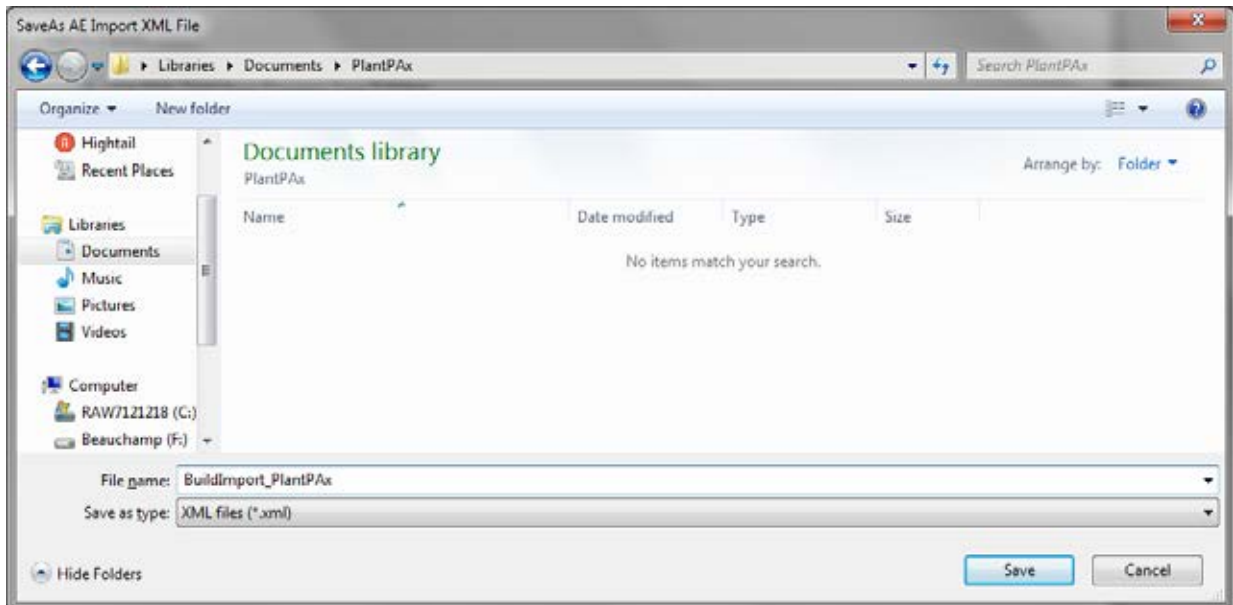 SaveAs AE Import XML File
Libraries ▸ Documents ▸ PlantPAx
Search PlantPAx
Organize New folder
Hightail
Recent Places
Libraries
Documents
Music
Pictures
Videos
Computer
RAW7121218 (C:)
Beauchamp (F:)
Documents library
PlantPAx
Arrange by: Folder
Name Date modified Type Size
No items match your search.
File name: BuildImport_PlantPAx
Save as type: XML files (*.xml)
Hide Folders
Save Cancel